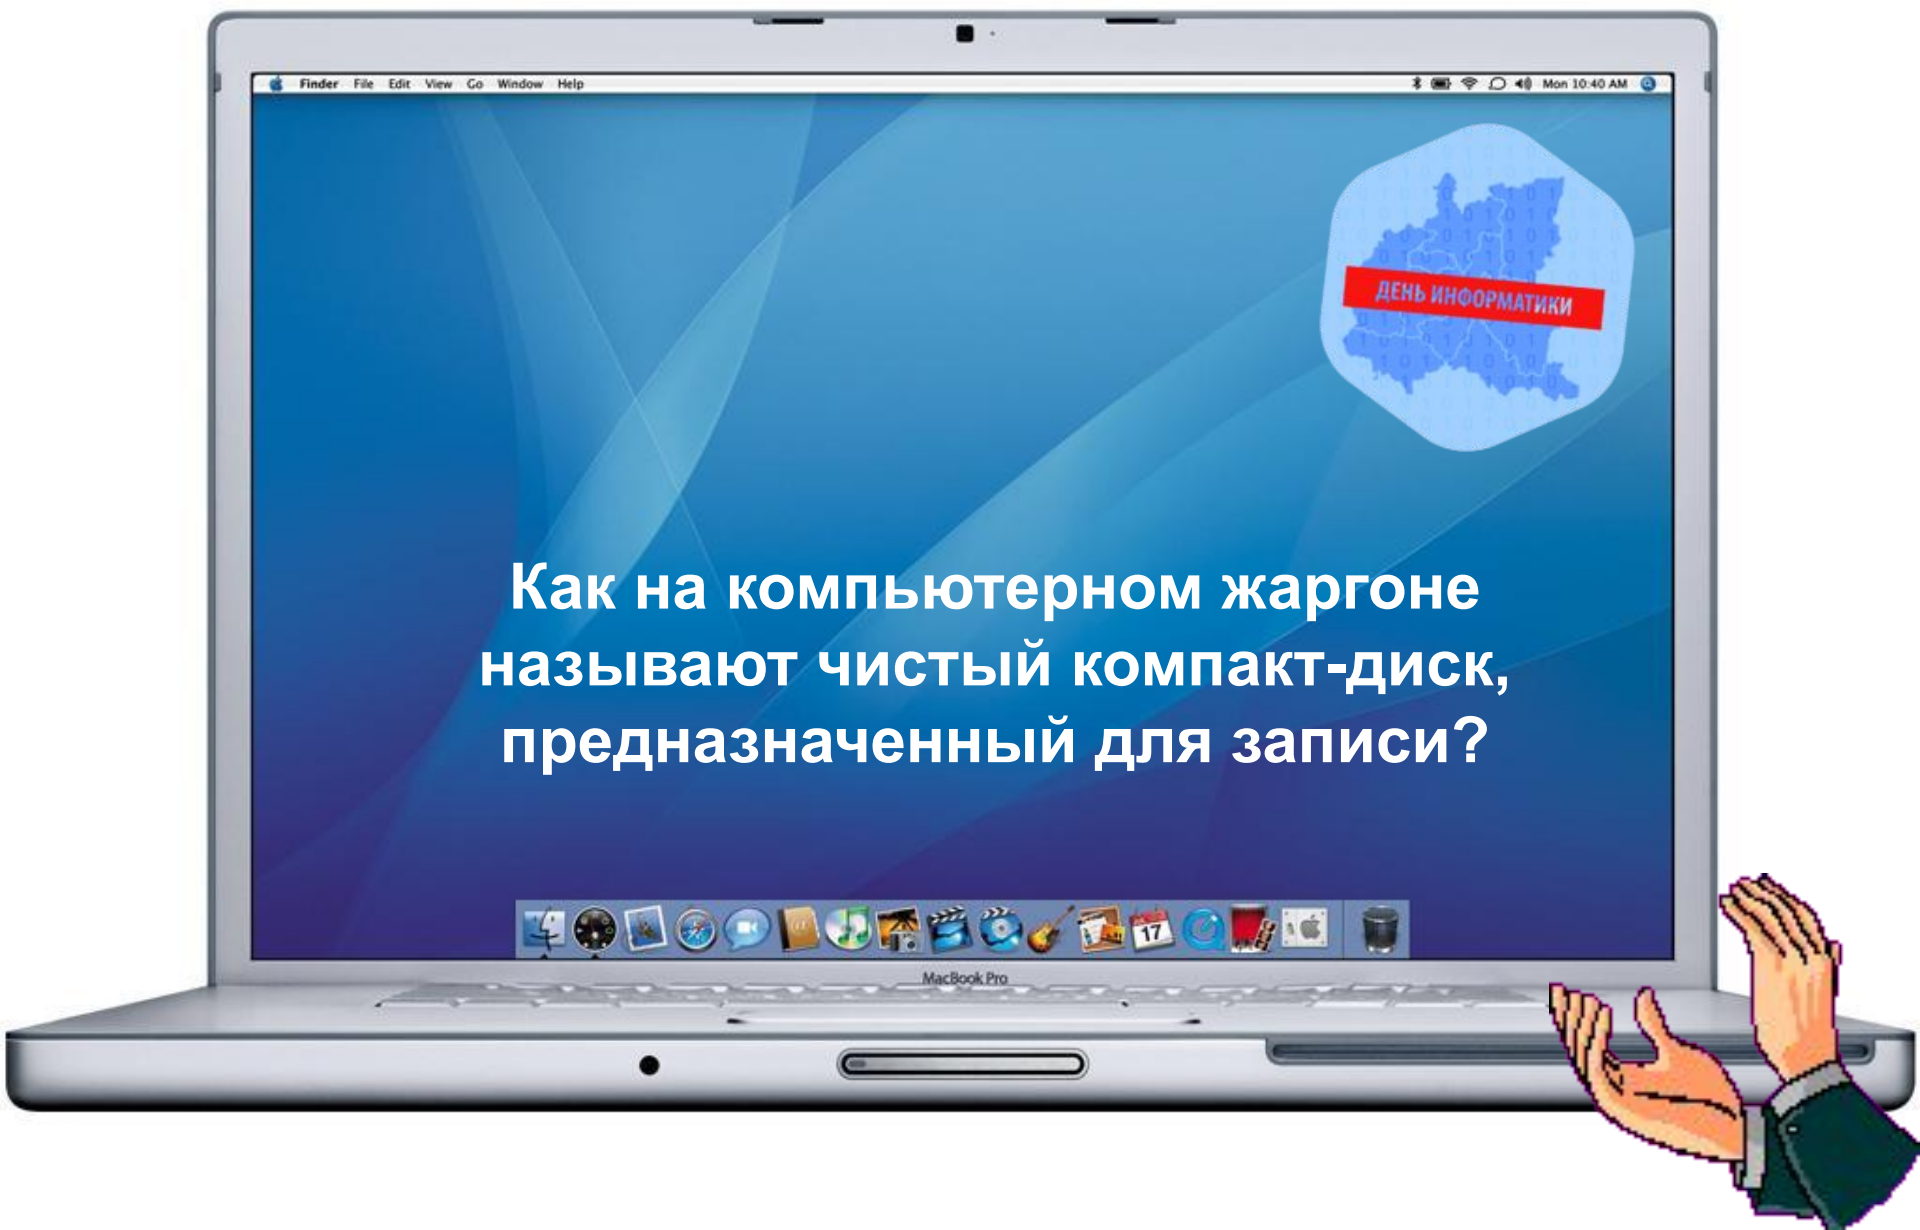 Finder File Edit View Go Window Help
Mon 10:40 AM
ДЕНЬ ИНФОРМАТИКИ
Как на компьютерном жаргоне
называют чистый компакт-диск,
предназначенный для записи?
17
MacBook Pro